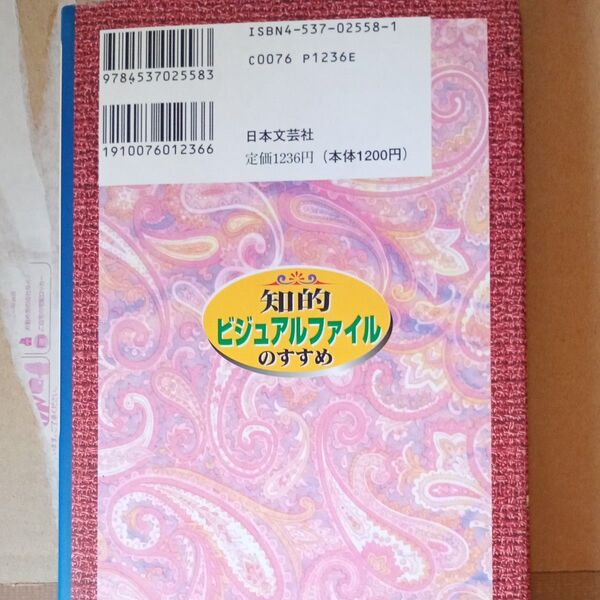 ISBN4-537-02558-1
C0076 P1236E
9784537025583
1910076012366
日本文芸社
定価1236円(本体1200円)
知的
ビジュアルファイル
のすすめ